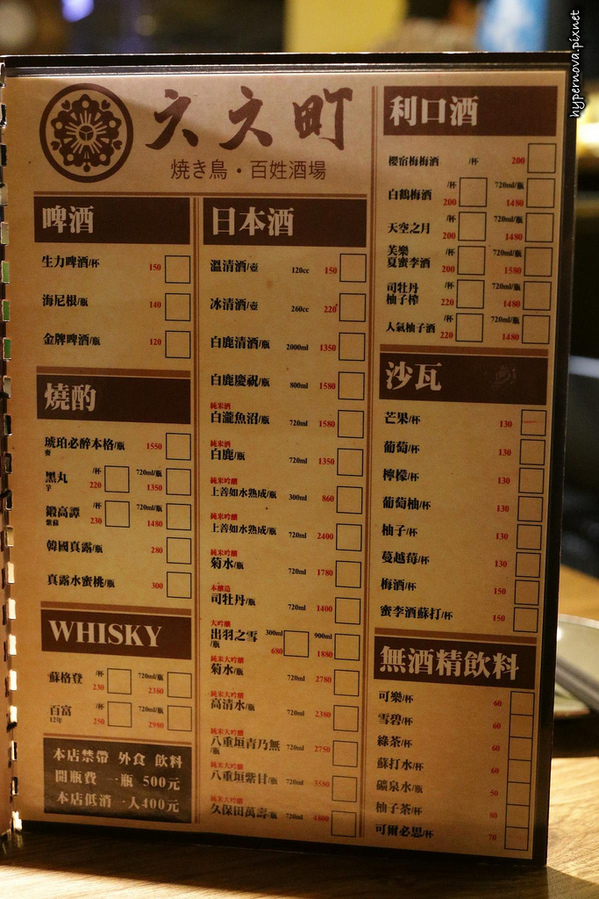 hypernova.pixnet
六之町
焼き鳥・百姓酒場
啤酒
生力啤酒/杯 150
海尼根/瓶 140
金牌啤酒/瓶 120
燒酌
琥珀必醉本格/瓶 1550
麥
黑丸 /杯 220 720ml/瓶 1350
芋
鍛高譚 /杯 230 720ml/瓶 1480
紫蘇
韓國真露/瓶 280
真露水蜜桃/瓶 300
WHISKY
蘇格登 /杯 230 720ml/瓶 2380
百富 /杯 250 720ml/瓶 2980
12年
本店禁帶 外食 飲料
開瓶費 一瓶 500元
本店低消 一人400元
日本酒
溫清酒/壺 120cc 150
冰清酒/壺 260cc 220
白鹿清酒/瓶 2000ml 1350
白鹿慶祝/瓶 800ml 1580
純米酒
白瀧魚沼/瓶 720ml 1580
純米酒
白鹿/瓶 720ml 1350
純米吟釀
上善如水熟成/瓶 300ml 860
純米吟釀
上善如水熟成/瓶 720ml 2400
純米吟釀
菊水/瓶 720ml 1780
本釀造
司牡丹/瓶 720ml 1400
大吟釀
出羽之雪/瓶 300ml 680 900ml 1880
純米大吟釀
菊水/瓶 720ml 2780
純米大吟釀
高清水/瓶 720ml 2380
純米大吟釀
八重垣青乃無/瓶 720ml 2750
純米大吟釀
八重垣紫甘/瓶 720ml 3580
純米大吟釀
久保田萬壽/瓶 720ml 4800
利口酒
櫻宿梅梅酒 /杯 200
白鶴梅酒 /杯 200 720ml/瓶 1480
天空之月 /杯 200 720ml/瓶 1480
芙樂
夏蜜李酒 /杯 200 720ml/瓶 1580
司牡丹
柚子榨 /杯 220 720ml/瓶 1480
人氣柚子酒 /杯 220 720ml/瓶 1480
沙瓦
芒果/杯 130
葡萄/杯 130
檸檬/杯 130
葡萄柚/杯 130
柚子/杯 130
蔓越莓/杯 130
梅酒/杯 150
蜜李酒蘇打/杯 150
無酒精飲料
可樂/杯 60
雪碧/杯 60
綠茶/杯 60
蘇打水/杯 60
礦泉水/瓶 50
柚子茶/杯 80
可爾必思/杯 70